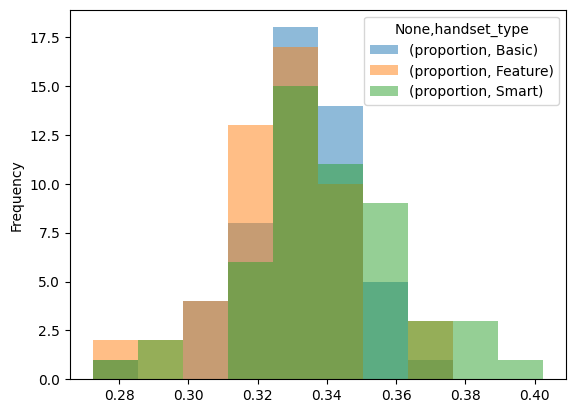 None,handset_type
(proportion, Basic)
(proportion, Feature)
(proportion, Smart)
Frequency
17.5
15.0
12.5
10.0
7.5
5.0
2.5
0.0
0.28 0.30 0.32 0.34 0.36 0.38 0.40